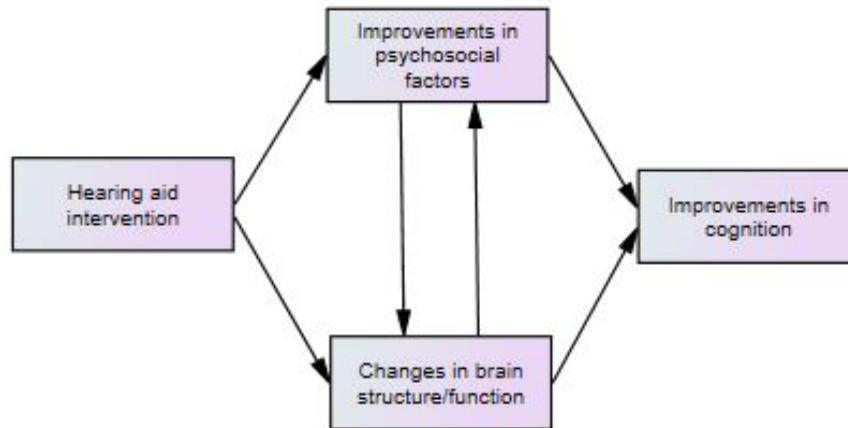 Improvements in
psychosocial
factors
Hearing aid
intervention
Improvements in
cognition
Changes in brain
structure/function